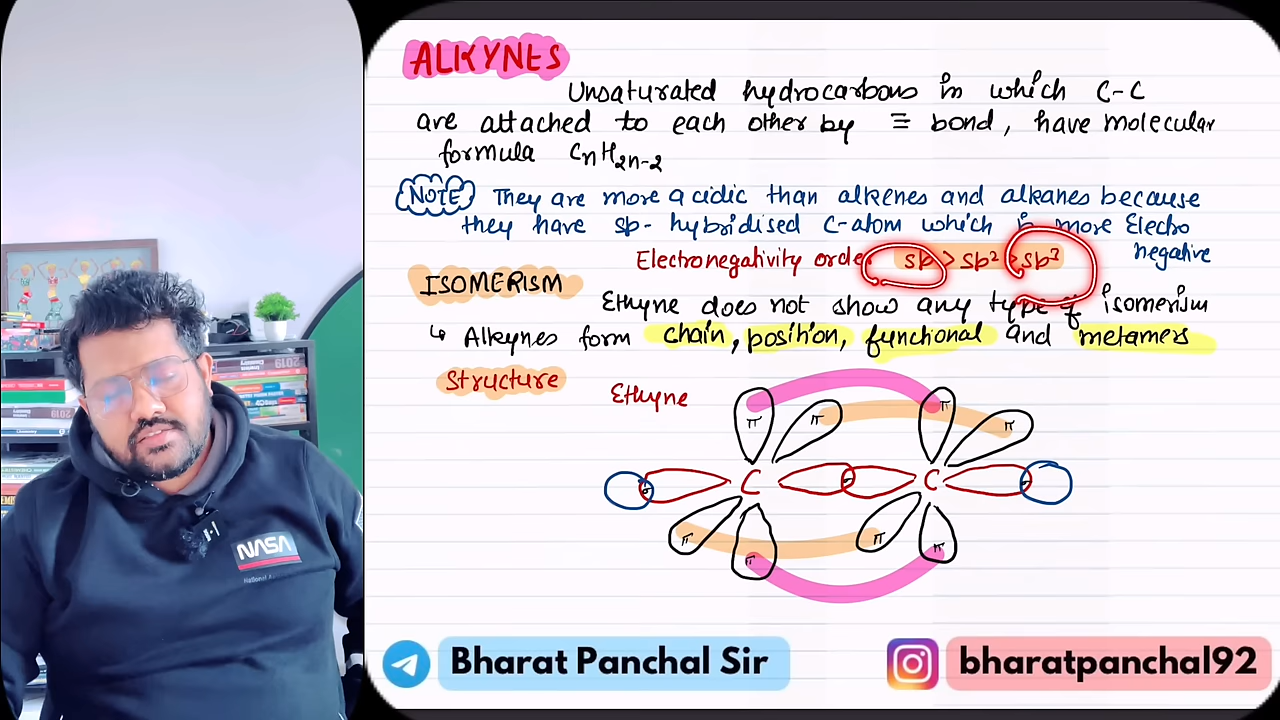 ALKYNES
Unsaturated hydrocarbons in which C-C
are attached to each other by ≡ bond, have molecular
formula CnH2n-2
NOTE They are more acidic than alkenes and alkanes because
they have sp- hybridised C-atom which is more Electro
negative
Electronegativity order sp > sp² > sp³
ISOMERISM
Ethyne does not show any type of isomerism
↳ Alkynes form chain, position, functional and metamers
Structure
Ethyne
π π π π
C C
π π π π
NASA
National
2019
Bharat Panchal Sir
bharatpanchal92